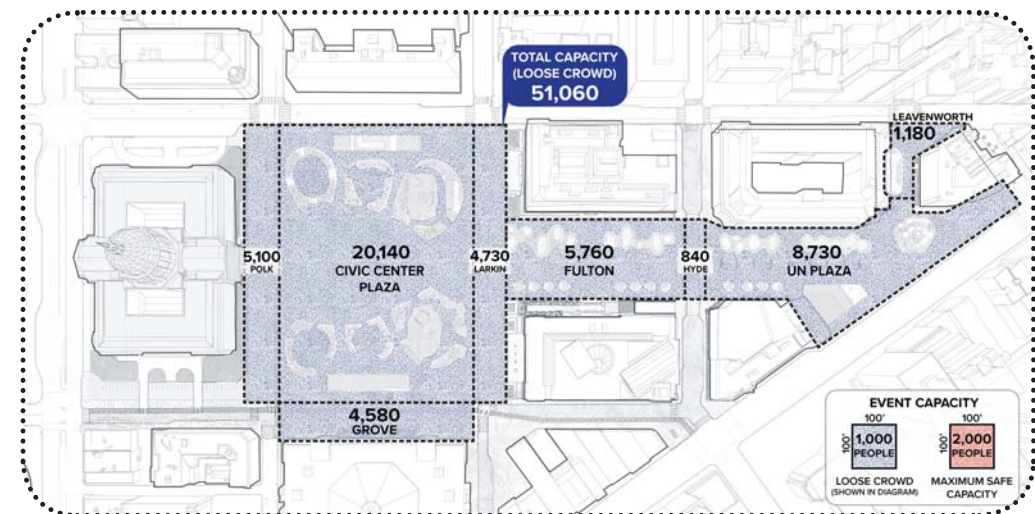 TOTAL CAPACITY
(LOOSE CROWD)
51,060
LEAVENWORTH
1,180
5,100
POLK
20,140
CIVIC CENTER
PLAZA
4,730
LARKIN
5,760
FULTON
840
HYDE
8,730
UN PLAZA
4,580
GROVE
EVENT CAPACITY
100'
100'
1,000
PEOPLE
LOOSE CROWD
(SHOWN IN DIAGRAM)
100'
100'
2,000
PEOPLE
MAXIMUM SAFE
CAPACITY